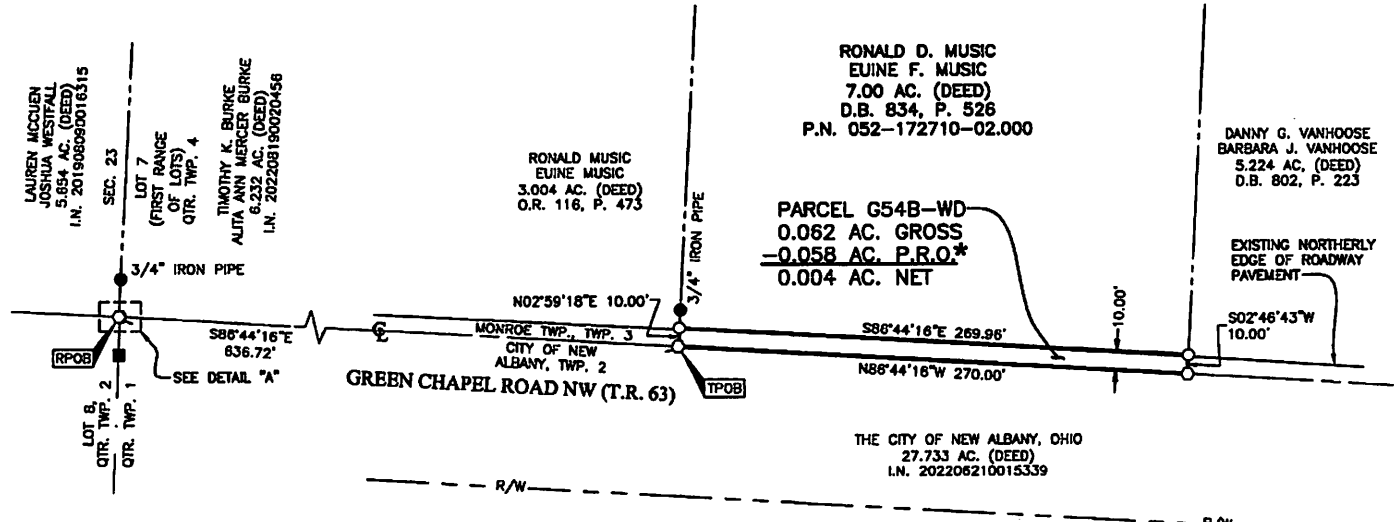 LAUREN MCCUEN
JOSHUA WESTFALL
5.654 AC. (DEED)
I.N. 201908090016315
SEC. 23
LOT 7
(FIRST RANGE
OF LOTS)
QTR. TWP. 4
TIMOTHY K. BURKE
ALITA ANN MERCER BURKE
6.232 AC. (DEED)
I.N. 202208190020456
3/4" IRON PIPE
RPOB
S86°44'16"E
636.72'
SEE DETAIL "A"
LOT 8,
QTR. TWP. 2
QTR. TWP. 1
RONALD MUSIC
EUINE MUSIC
3.004 AC. (DEED)
O.R. 116, P. 473
3/4" IRON PIPE
N02°59'18"E 10.00'
MONROE TWP., TWP. 3
CITY OF NEW
ALBANY, TWP. 2
GREEN CHAPEL ROAD NW (T.R. 63)
TPOB
RONALD D. MUSIC
EUINE F. MUSIC
7.00 AC. (DEED)
D.B. 834, P. 526
P.N. 052-172710-02.000
PARCEL G54B-WD
0.062 AC. GROSS
-0.058 AC. P.R.O.*
0.004 AC. NET
S86°44'16"E 269.96'
N86°44'16"W 270.00'
10.00'
DANNY G. VANHOOSE
BARBARA J. VANHOOSE
5.224 AC, (DEED)
D.B. 802, P. 223
EXISTING NORTHERLY
EDGE OF ROADWAY
PAVEMENT
S02°46'43"W
10.00'
THE CITY OF NEW ALBANY, OHIO
27.733 AC. (DEED)
I.N. 202206210015339
R/W
R/W